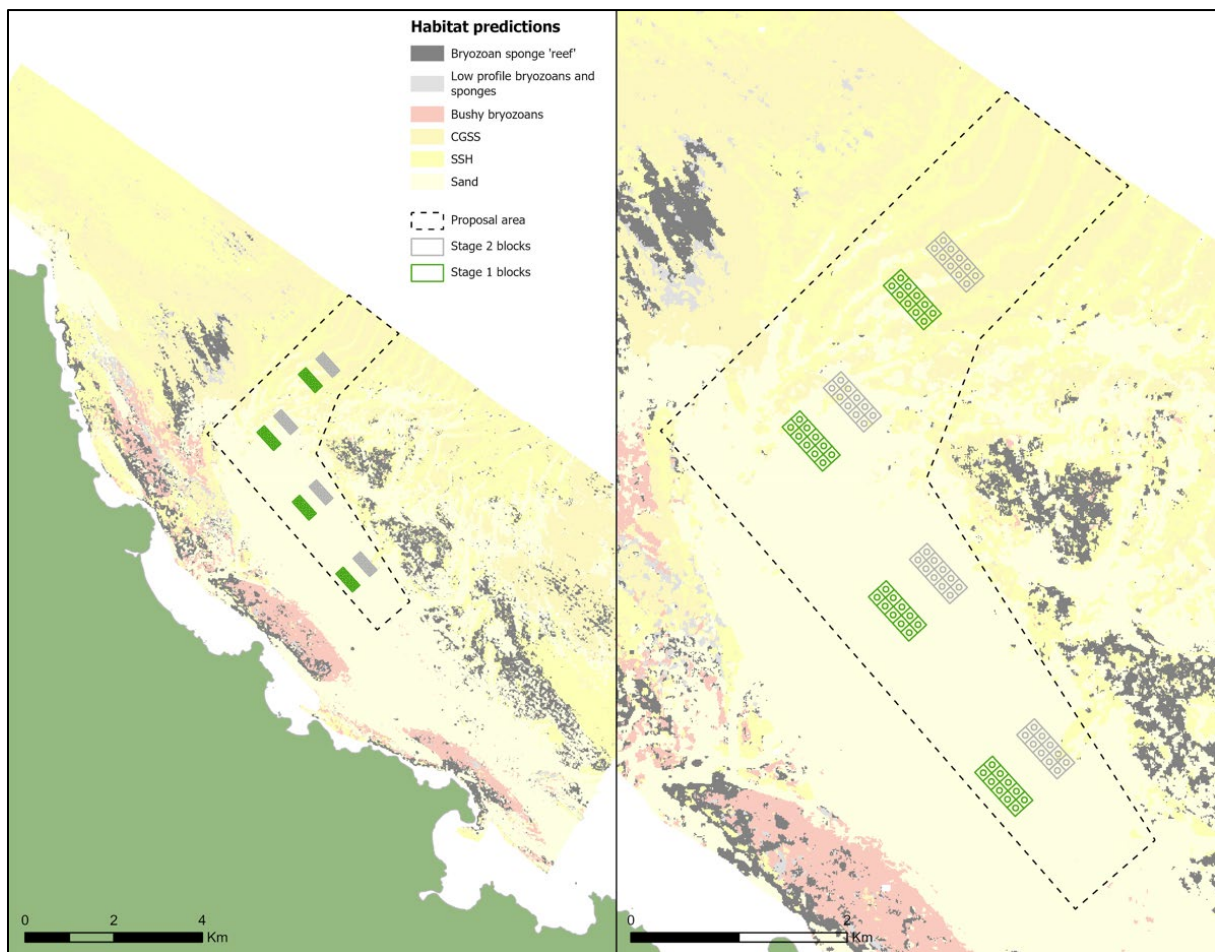 Habitat predictions
Bryozoan sponge 'reef'
Low profile bryozoans and
sponges
Bushy bryozoans
CGSS
SSH
Sand
Proposal area
Stage 2 blocks
Stage 1 blocks
0 2 4
Km
0 2
Km